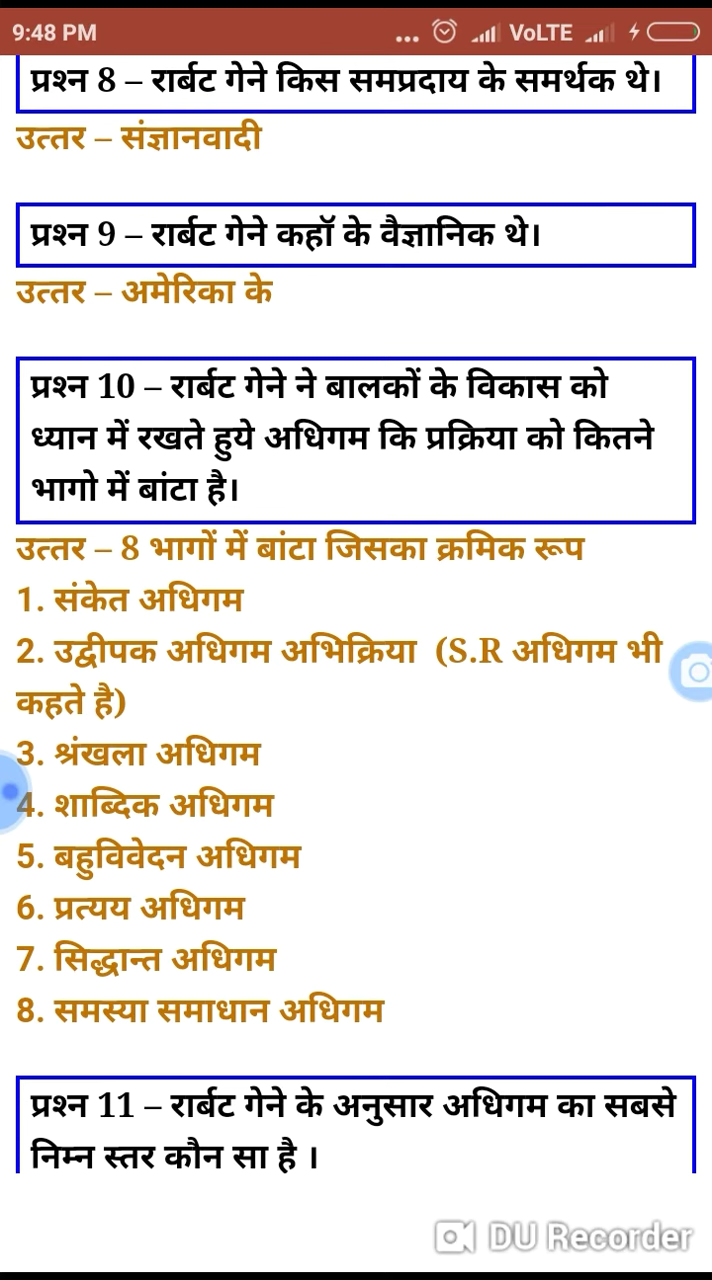 9:48 PM
... VoLTE
प्रश्न 8 – रार्बट गेने किस समप्रदाय के समर्थक थे।
उत्तर – संज्ञानवादी
प्रश्न 9 – रार्बट गेने कहॉ के वैज्ञानिक थे।
उत्तर – अमेरिका के
प्रश्न 10 – रार्बट गेने ने बालकों के विकास को
ध्यान में रखते हुये अधिगम कि प्रक्रिया को कितने
भागो में बांटा है।
उत्तर – 8 भागों में बांटा जिसका क्रमिक रूप
1. संकेत अधिगम
2. उद्वीपक अधिगम अभिक्रिया (S.R अधिगम भी
कहते है)
3. श्रंखला अधिगम
4. शाब्दिक अधिगम
5. बहुविवेदन अधिगम
6. प्रत्यय अधिगम
7. सिद्धान्त अधिगम
8. समस्या समाधान अधिगम
प्रश्न 11 – रार्बट गेने के अनुसार अधिगम का सबसे
निम्न स्तर कौन सा है ।
DU Recorder